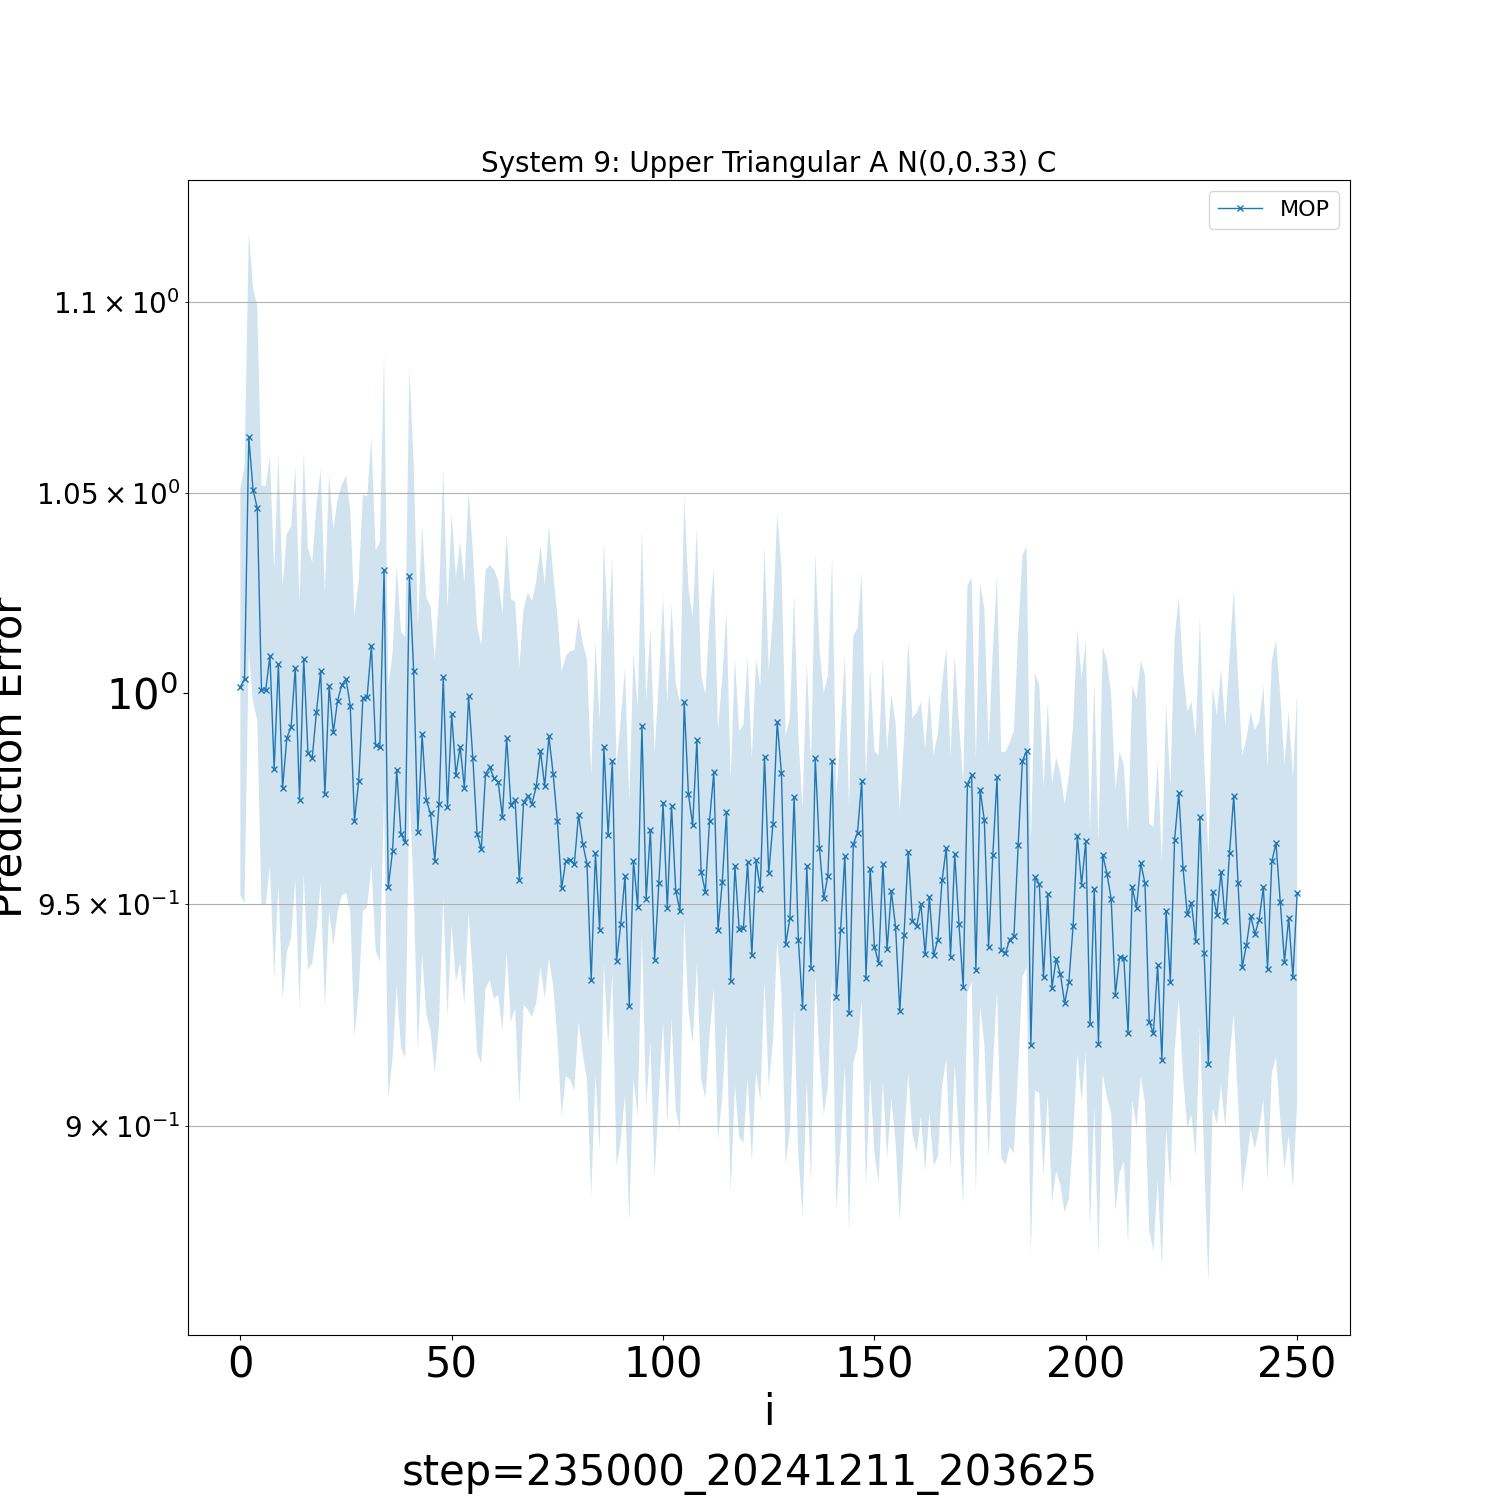 System 9: Upper Triangular A N(0,0.33) C
MOP
1.1 × 10⁰
1.05 × 10⁰
10⁰
9.5 × 10⁻¹
9 × 10⁻¹
Prediction Error
0 50 100 150 200 250
i
step=235000_20241211_203625